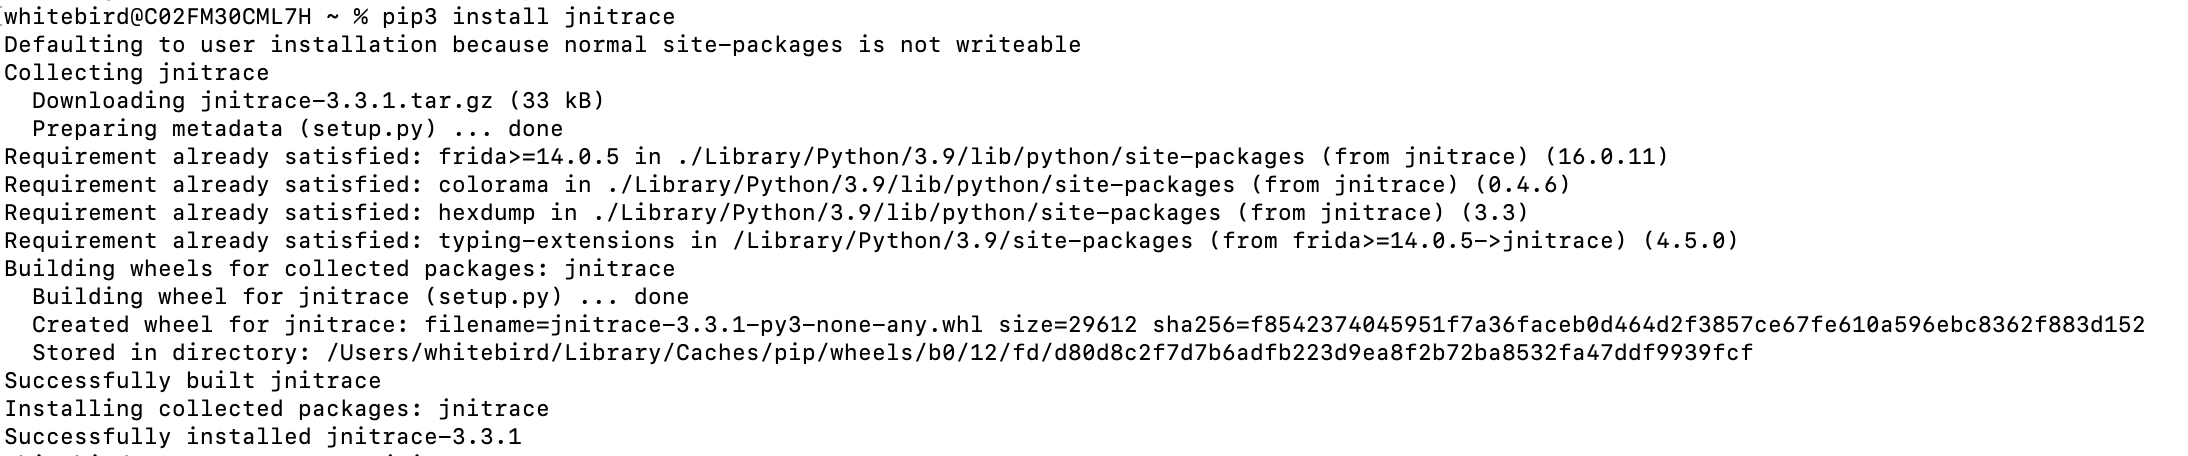 whitebird@C02FM30CML7H ~ % pip3 install jnitrace
Defaulting to user installation because normal site-packages is not writeable
Collecting jnitrace
  Downloading jnitrace-3.3.1.tar.gz (33 kB)
  Preparing metadata (setup.py) ... done
Requirement already satisfied: frida>=14.0.5 in ./Library/Python/3.9/lib/python/site-packages (from jnitrace) (16.0.11)
Requirement already satisfied: colorama in ./Library/Python/3.9/lib/python/site-packages (from jnitrace) (0.4.6)
Requirement already satisfied: hexdump in ./Library/Python/3.9/lib/python/site-packages (from jnitrace) (3.3)
Requirement already satisfied: typing-extensions in /Library/Python/3.9/site-packages (from frida>=14.0.5->jnitrace) (4.5.0)
Building wheels for collected packages: jnitrace
  Building wheel for jnitrace (setup.py) ... done
  Created wheel for jnitrace: filename=jnitrace-3.3.1-py3-none-any.whl size=29612 sha256=f8542374045951f7a36faceb0d464d2f3857ce67fe610a596ebc8362f883d152
  Stored in directory: /Users/whitebird/Library/Caches/pip/wheels/b0/12/fd/d80d8c2f7d7b6adfb223d9ea8f2b72ba8532fa47ddf9939fcf
Successfully built jnitrace
Installing collected packages: jnitrace
Successfully installed jnitrace-3.3.1